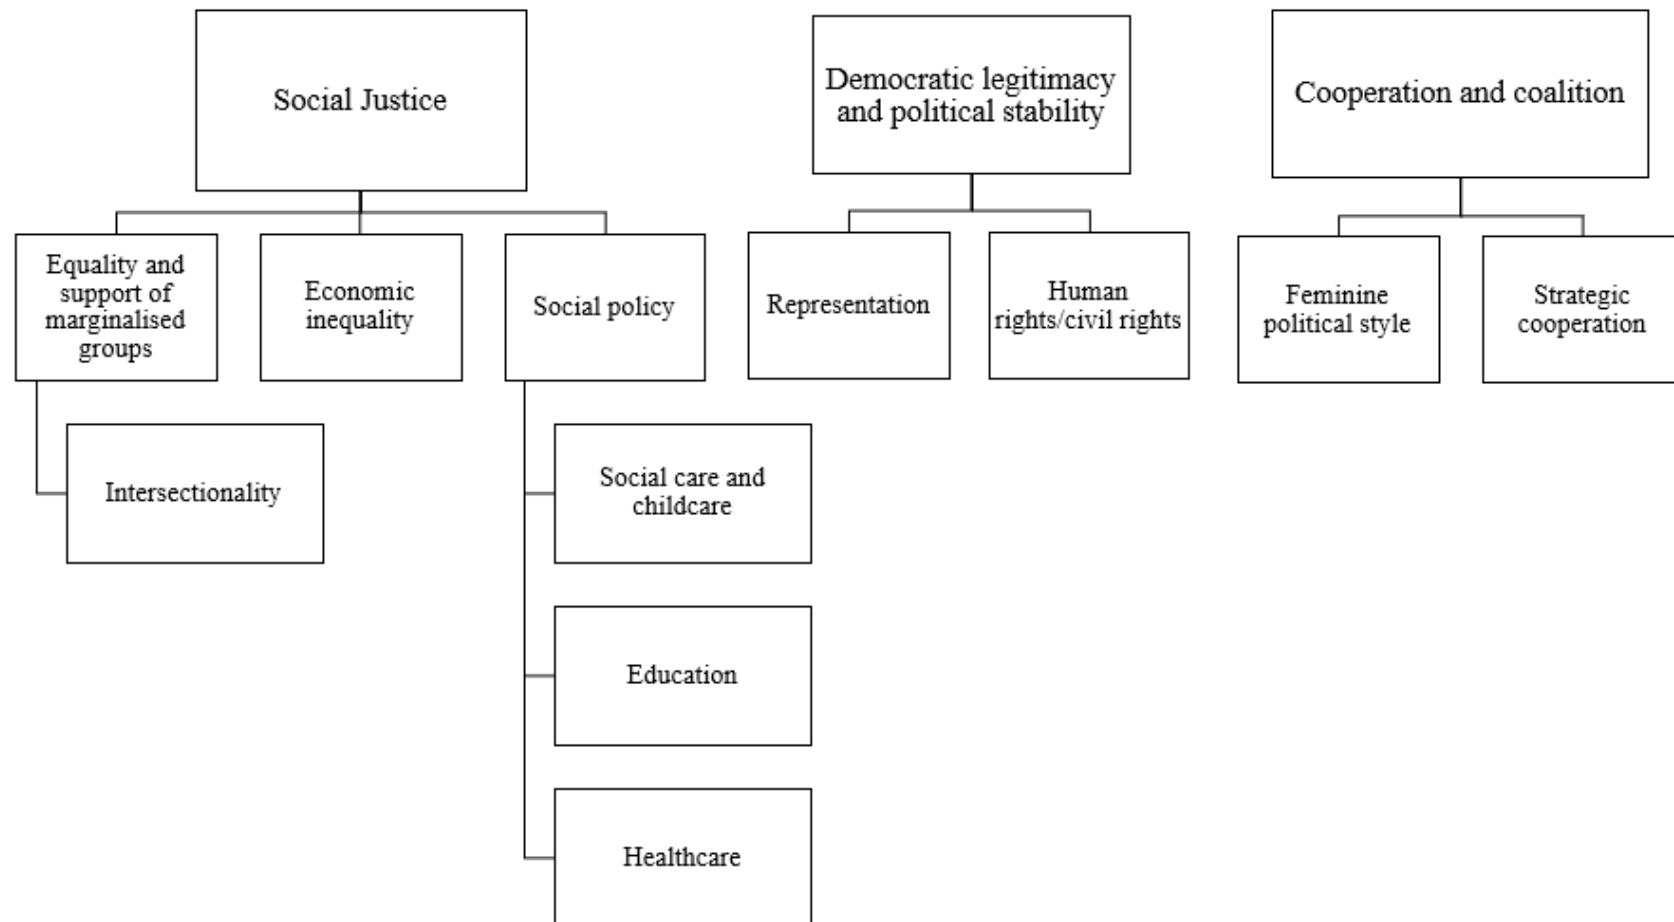 Social Justice
Democratic legitimacy
and political stability
Cooperation and coalition
Equality and
support of
marginalised
groups
Economic
inequality
Social policy
Representation
Human
rights/civil rights
Feminine
political style
Strategic
cooperation
Intersectionality
Social care and
childcare
Education
Healthcare